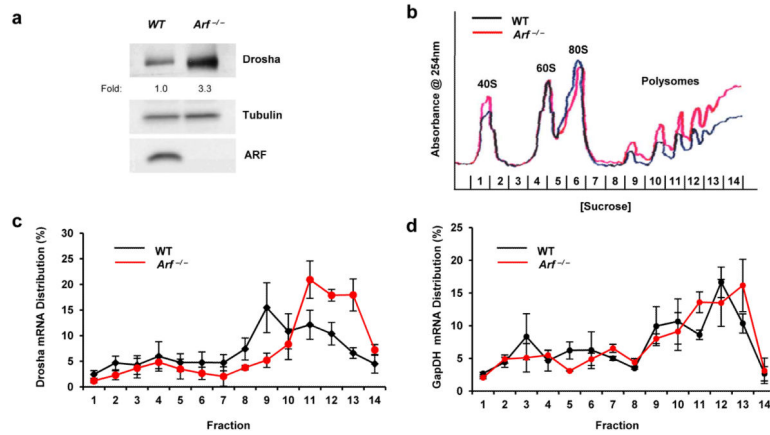 a
WT Arf -/-
Drosha
Fold: 1.0 3.3
Tubulin
ARF
b
WT
Arf -/-
Absorbance @ 254nm
40S
60S
80S
Polysomes
1 2 3 4 5 6 7 8 9 10 11 12 13 14
[Sucrose]
c
WT
Arf -/-
Drosha mRNA Distribution (%)
30
25
20
15
10
5
0
1 2 3 4 5 6 7 8 9 10 11 12 13 14
Fraction
d
WT
Arf -/-
GapDH mRNA Distribution (%)
25
20
15
10
5
0
1 2 3 4 5 6 7 8 9 10 11 12 13 14
Fraction